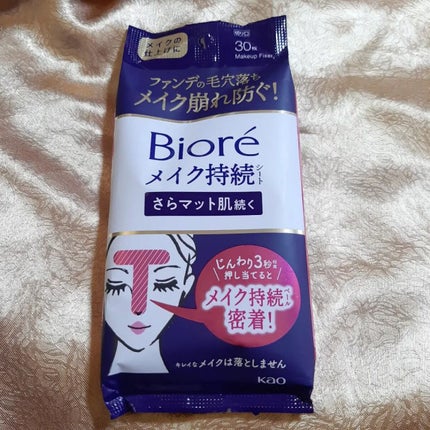 メイクの
仕上げに
30枚
Makeup Fixer
ファンデの毛穴落ち
メイク崩れ防ぐ!
Bioré
メイク持続シート
さらマット肌続く
じんわり3秒
押し当てると
メイク持続ベール
密着!
キレイなメイクは落としません
Kao